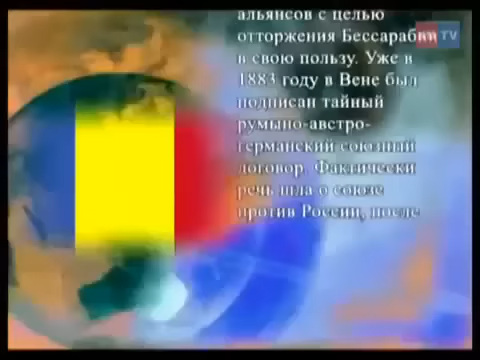 альянсов с целью
отторжения Бессарабии
в свою пользу. Уже в
1883 году в Вене был
подписан тайный
румыно-австро-
германский союзный
договор. Фактически
речь шла о союзе
против России, после
TV